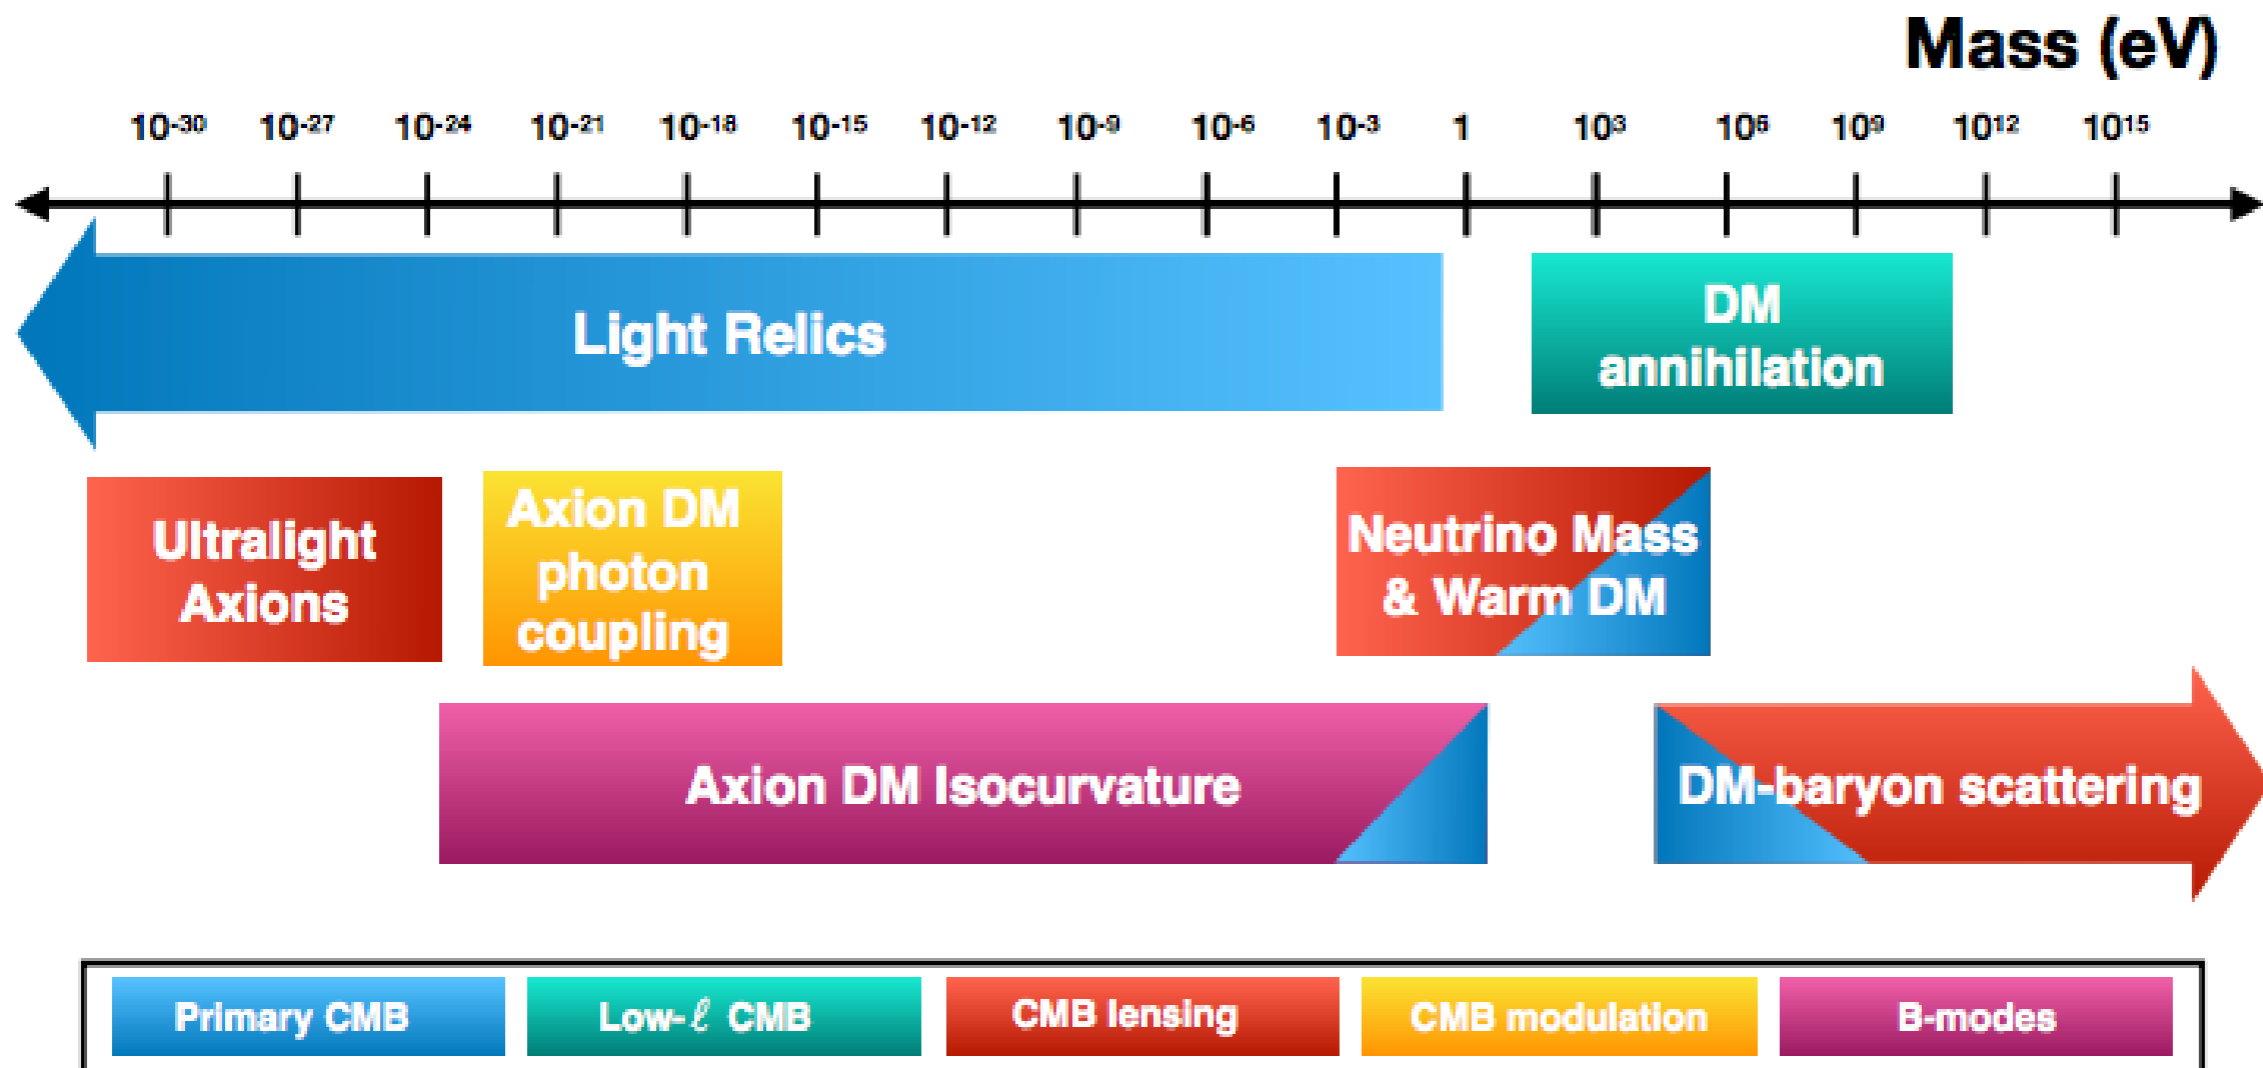 Mass (eV)
10-30 10-27 10-24 10-21 10-18 10-15 10-12 10-9 10-6 10-3 1 103 106 109 1012 1015
Light Relics
DM
annihilation
Ultralight
Axions
Axion DM
photon
coupling
Neutrino Mass
& Warm DM
Axion DM Isocurvature
DM-baryon scattering
Primary CMB
Low-ℓ CMB
CMB lensing
CMB modulation
B-modes